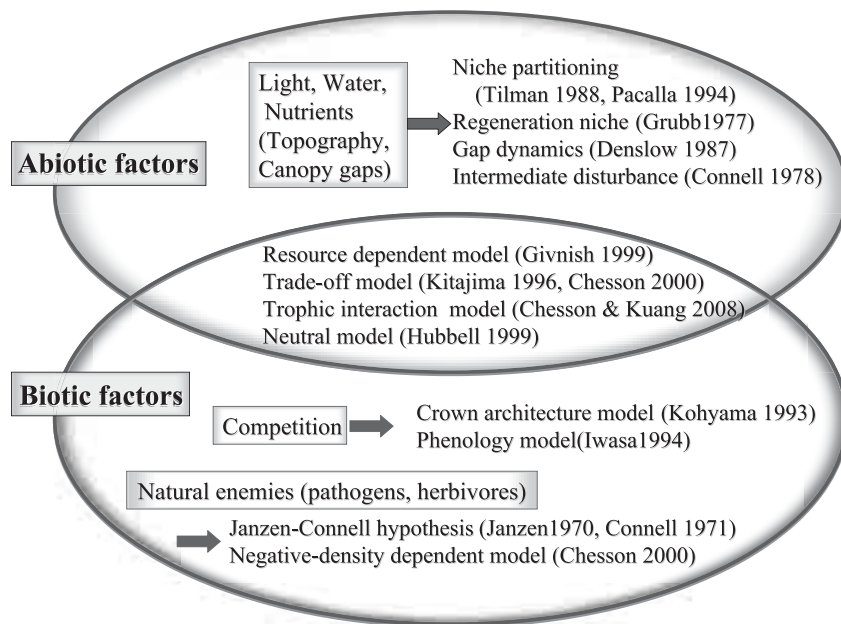 Light, Water,
Nutrients
(Topography,
Canopy gaps)
Niche partitioning
(Tilman 1988, Pacalla 1994)
Regeneration niche (Grubb1977)
Gap dynamics (Denslow 1987)
Intermediate disturbance (Connell 1978)
Abiotic factors
Resource dependent model (Givnish 1999)
Trade-off model (Kitajima 1996, Chesson 2000)
Trophic interaction model (Chesson & Kuang 2008)
Neutral model (Hubbell 1999)
Biotic factors
Competition
Crown architecture model (Kohyama 1993)
Phenology model(Iwasa1994)
Natural enemies (pathogens, herbivores)
Janzen-Connell hypothesis (Janzen1970, Connell 1971)
Negative-density dependent model (Chesson 2000)